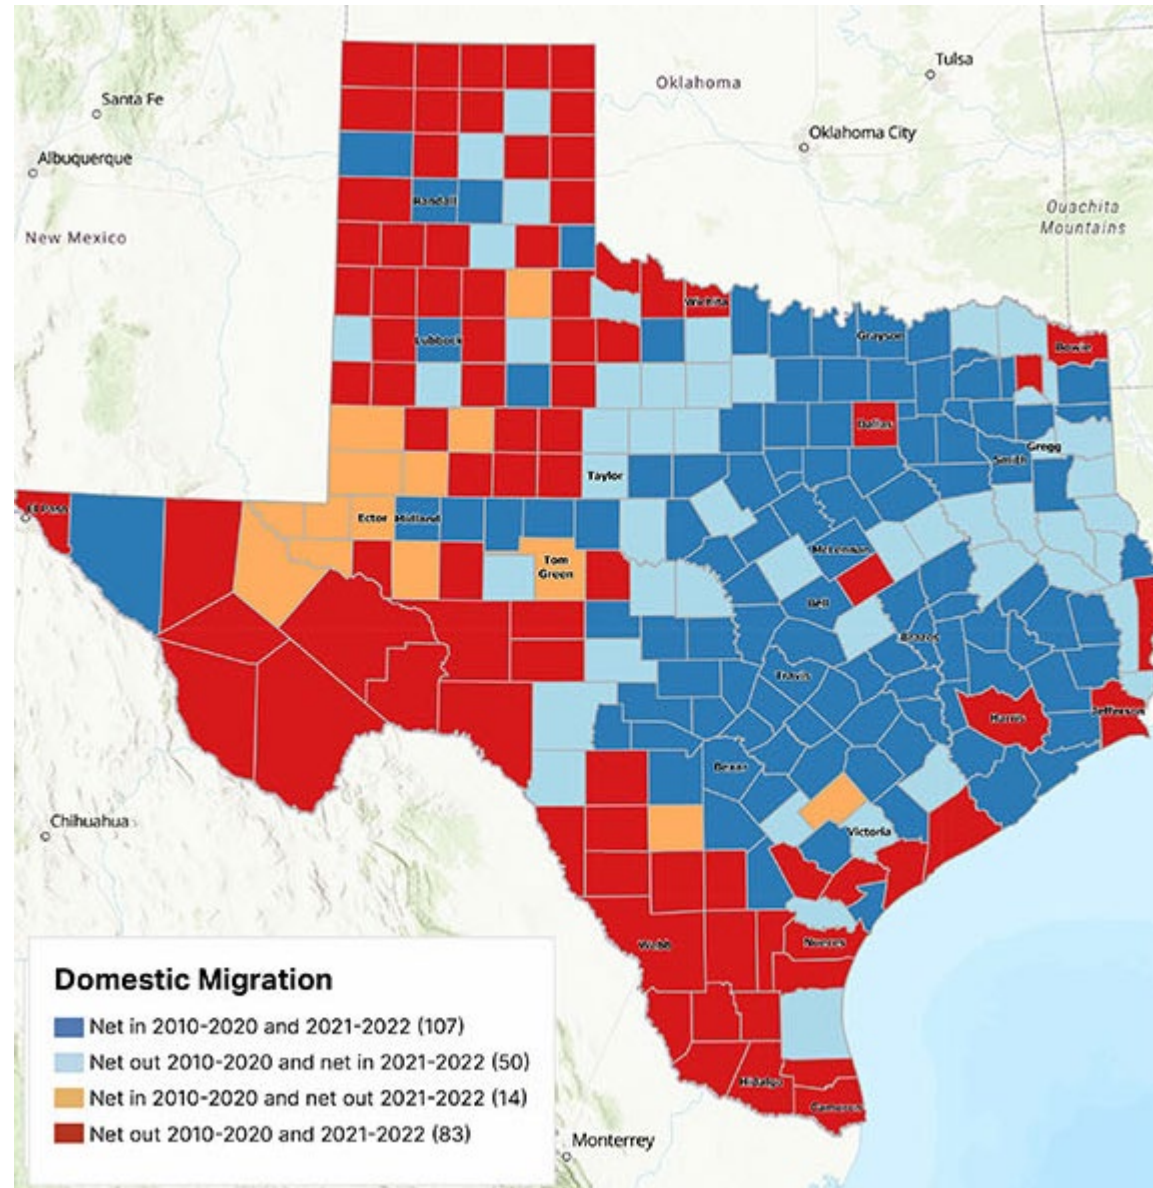 Tulsa
Oklahoma
Santa Fe
Oklahoma City
Albuquerque
Ouachita
Mountains
Randall
New Mexico
Wichita
Grayson
Lubbock
Bowie
Dallas
Gregg
Smith
Taylor
El Paso
Ector
Midland
McLennan
Tom
Green
Bell
Brazos
Travis
Harris
Jefferson
Bexar
Chihuahua
Victoria
Webb
Nueces
Domestic Migration
Net in 2010-2020 and 2021-2022 (107)
Net out 2010-2020 and net in 2021-2022 (50)
Net in 2010-2020 and net out 2021-2022 (14)
Net out 2010-2020 and 2021-2022 (83)
Hidalgo
Cameron
Monterrey